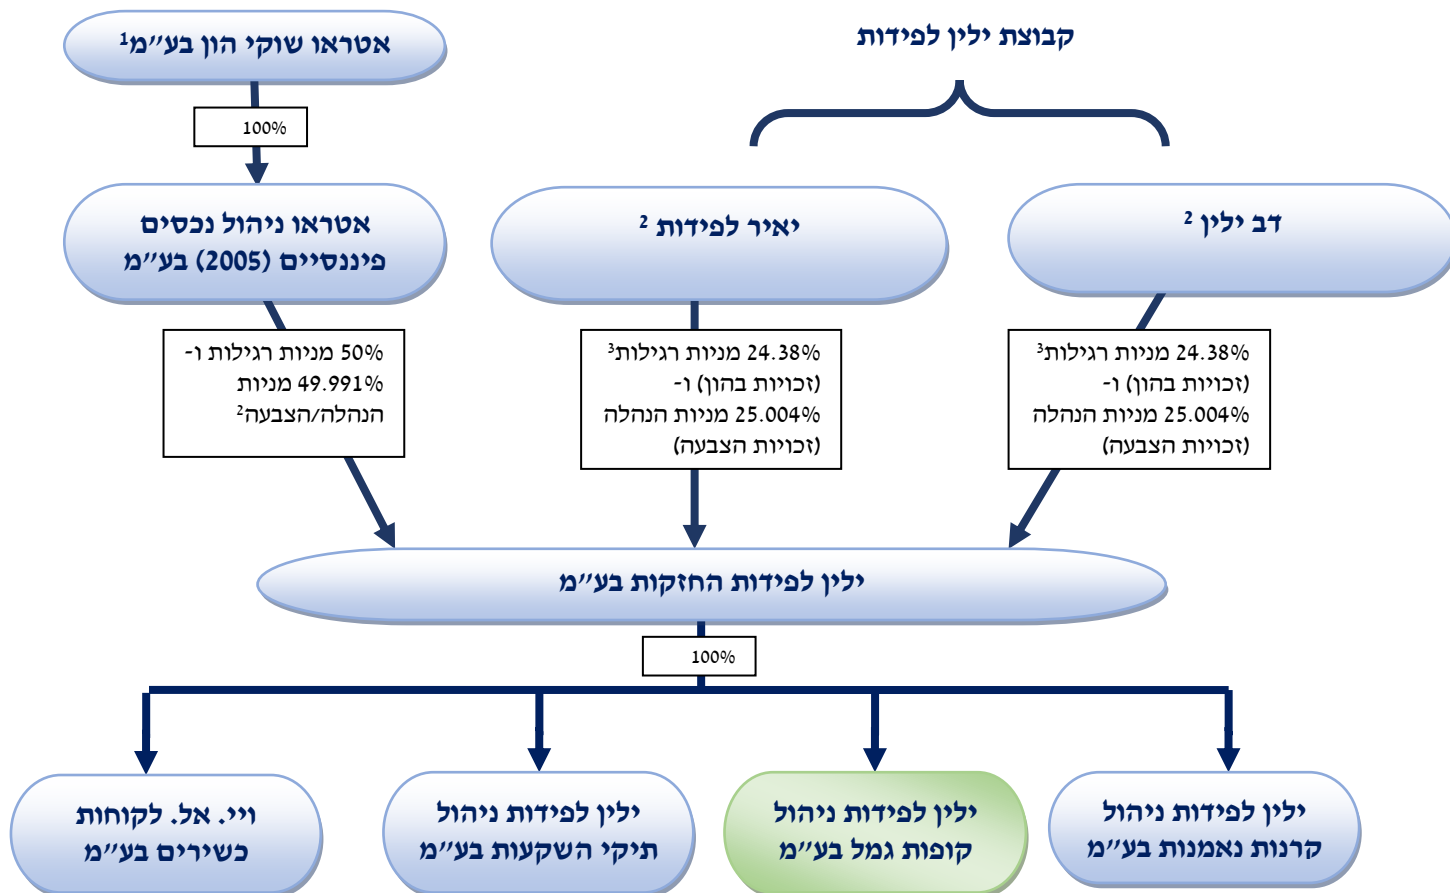 קבוצת ילין לפידות
אטראו שוקי הון בע״מ¹
100%
דב ילין ²
יאיר לפידות ²
אטראו ניהול נכסים
פיננסיים (2005) בע״מ
24.38% מניות רגילות³
(זכויות בהון) ו-
25.004% מניות הנהלה
(זכויות הצבעה)
24.38% מניות רגילות³
(זכויות בהון) ו-
25.004% מניות הנהלה
(זכויות הצבעה)
50% מניות רגילות ו-
49.991% מניות
הנהלה/הצבעה²
ילין לפידות החזקות בע״מ
100%
ילין לפידות ניהול
קרנות נאמנות בע״מ
ילין לפידות ניהול
קופות גמל בע״מ
ילין לפידות ניהול
תיקי השקעות בע״מ
ויי. אל. לקוחות
כשירים בע״מ